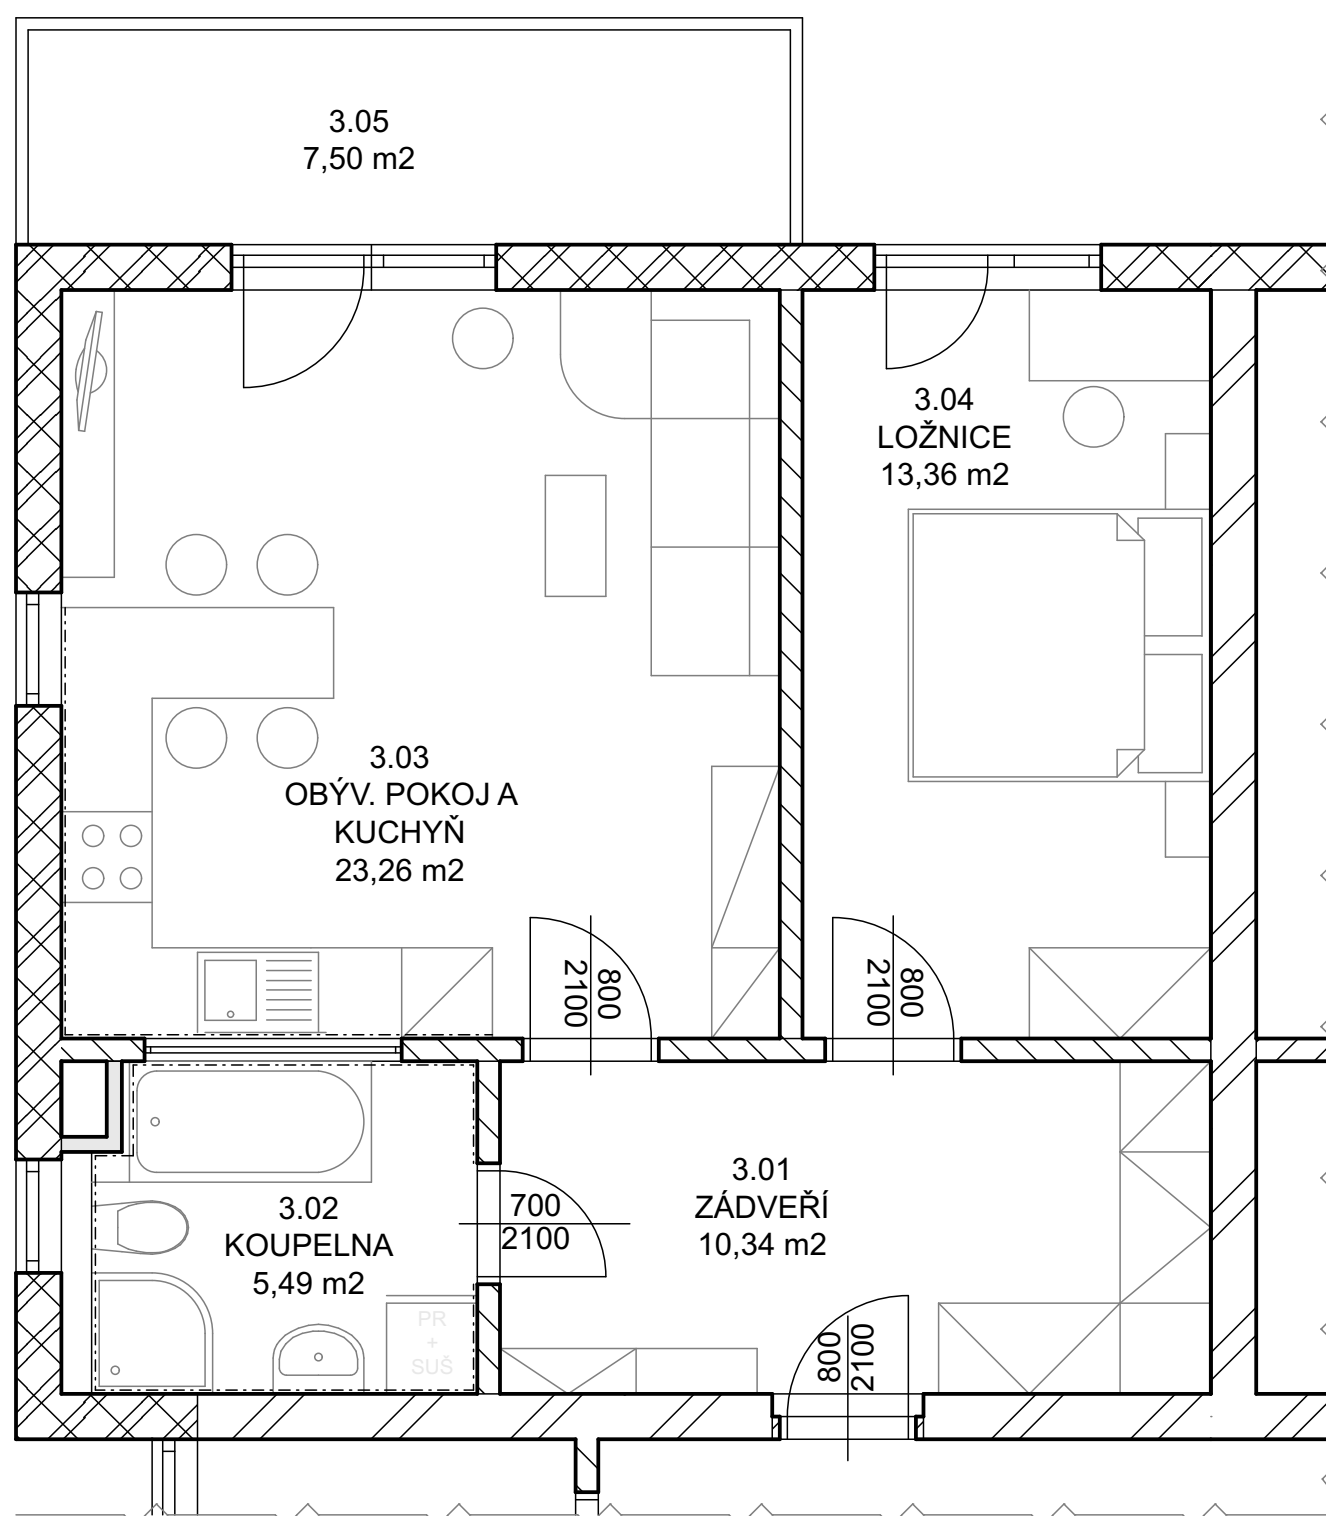 3.05
7,50 m2
3.04
LOŽNICE
13,36 m2
3.03
OBÝV. POKOJ A
KUCHYŇ
23,26 m2
800
2100
800
2100
3.01
ZÁDVEŘÍ
10,34 m2
700
2100
3.02
KOUPELNA
5,49 m2
PR
+
SUŠ
800
2100